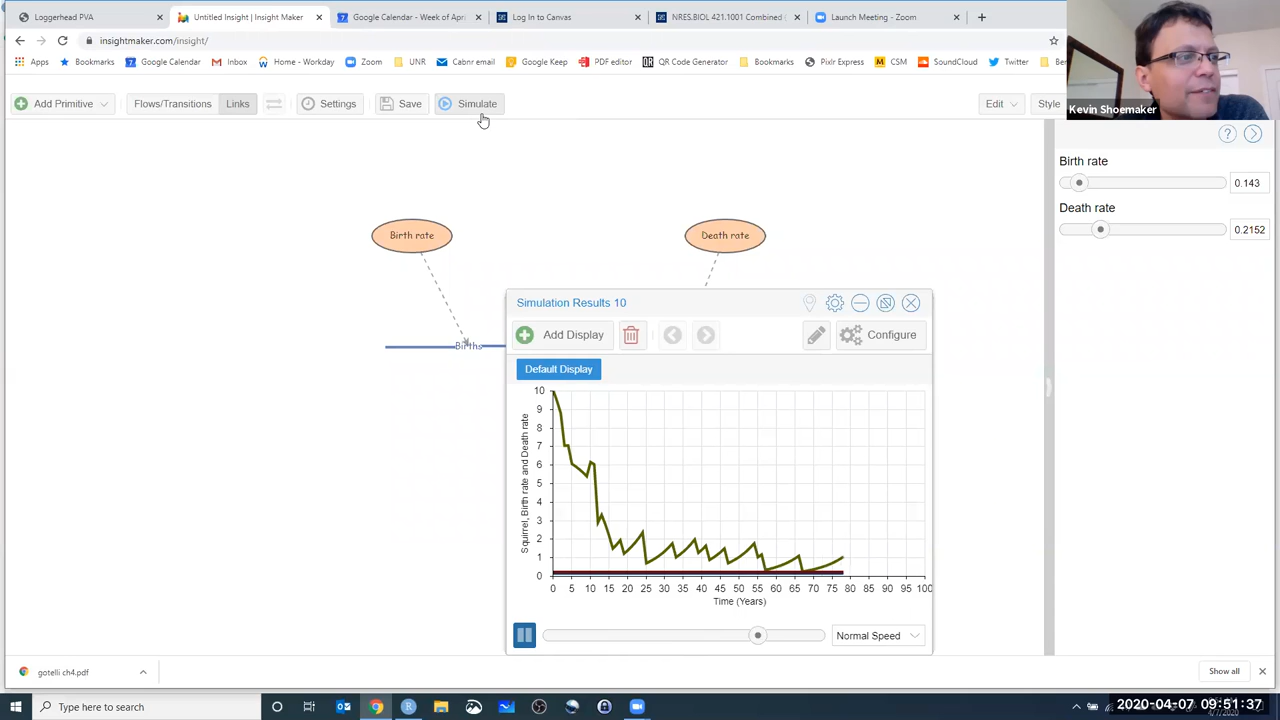 Loggerhead PVA
Untitled Insight | Insight Maker
Google Calendar - Week of Apri
Log In to Canvas
NRES.BIOL 421.1001 Combined (
Launch Meeting - Zoom
insightmaker.com/insight/
Apps
Bookmarks
Google Calendar
Inbox
Home - Workday
Zoom
UNR
Cabnr email
Google Keep
PDF editor
QR Code Generator
Bookmarks
Pixlr Express
CSM
SoundCloud
Twitter
Ber
Kevin Shoemaker
Add Primitive
Flows/Transitions
Links
Settings
Save
Simulate
Edit
Style
Birth rate
0.143
Death rate
0.2152
Birth rate
Death rate
Births
Simulation Results 10
Add Display
Configure
Default Display
Squirrel, Birth rate and Death rate
10
9
8
7
6
5
4
3
2
1
0
0 5 10 15 20 25 30 35 40 45 50 55 60 65 70 75 80 85 90 95 100
Time (Years)
Normal Speed
gotelli ch4.pdf
Show all
Type here to search
2020-04-07 09:51:37